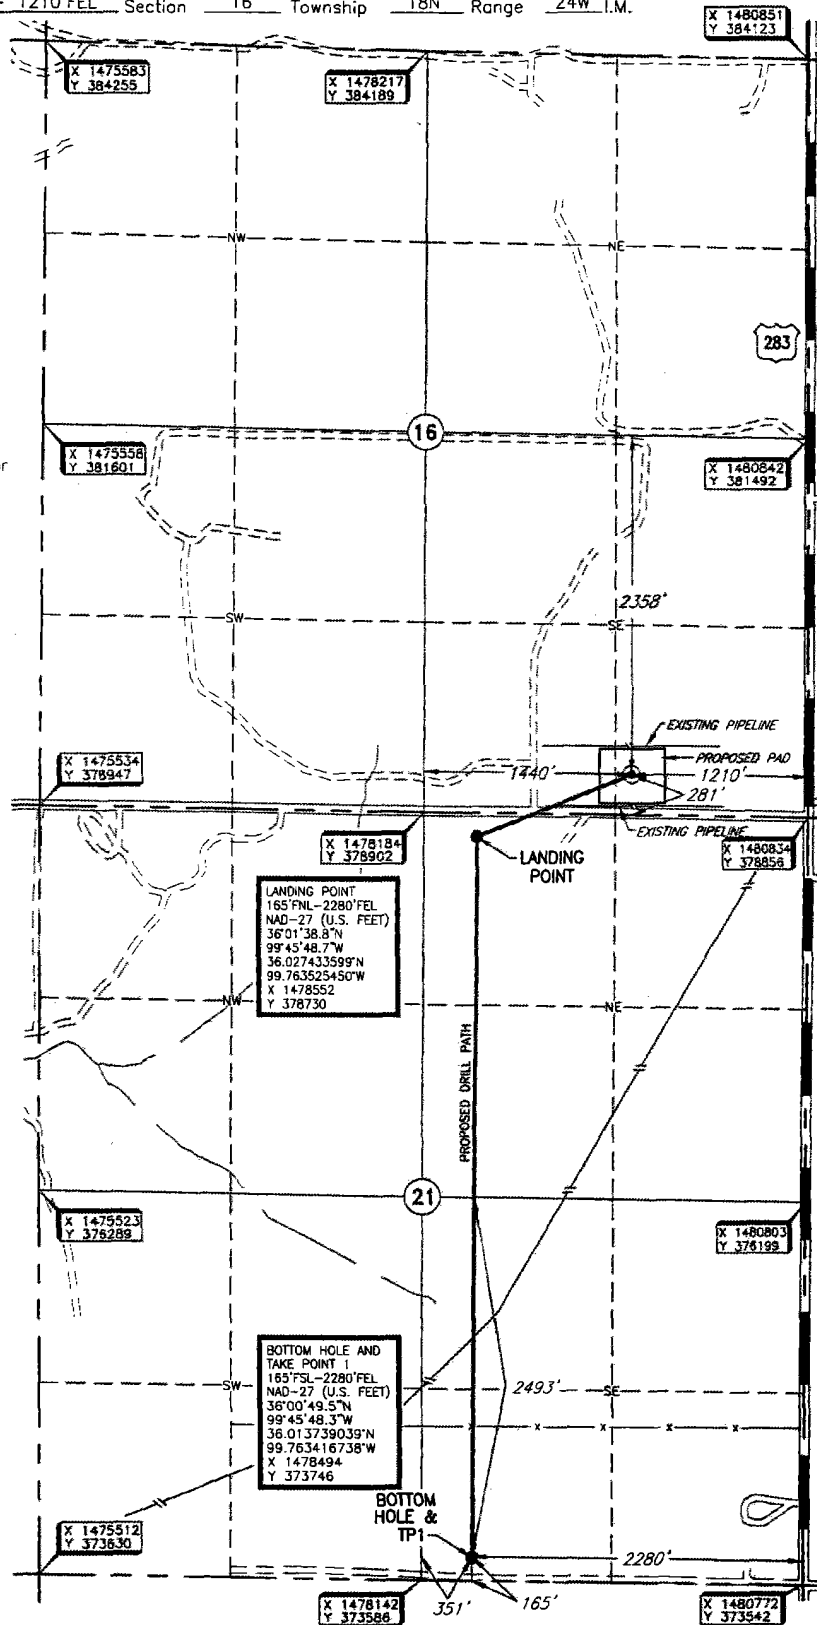 1210'FEL Section 16 Township 18N Range 24W I.M.
X 1480851
Y 384123
X 1475583
Y 384255
X 1478217
Y 384189
NW
NE
283
16
X 1475558
Y 381601
X 1480842
Y 381492
2358'
SW
SE
EXISTING PIPELINE
X 1475534
Y 378947
PROPOSED PAD
1440'
1210'
281'
EXISTING PIPELINE
X 1478184
Y 378902
X 1480834
Y 378856
LANDING
POINT
LANDING POINT
165'FNL-2280'FEL
NAD-27 (U.S. FEET)
36°01'38.8"N
99°45'48.7"W
36.027433599°N
99.763525450°W
X 1478552
Y 378730
NW
NE
PROPOSED DRILL PATH
21
X 1475523
Y 376289
X 1480803
Y 376199
BOTTOM HOLE AND
TAKE POINT 1
165'FSL-2280'FEL
NAD-27 (U.S. FEET)
36°00'49.5"N
99°45'48.3"W
36.013739039°N
99.763416738°W
X 1478494
Y 373746
SW
2493'
SE
BOTTOM
HOLE &
TP1
X 1475512
Y 373630
2280'
X 1478142
Y 373586
351'
165'
X 1480772
Y 373542